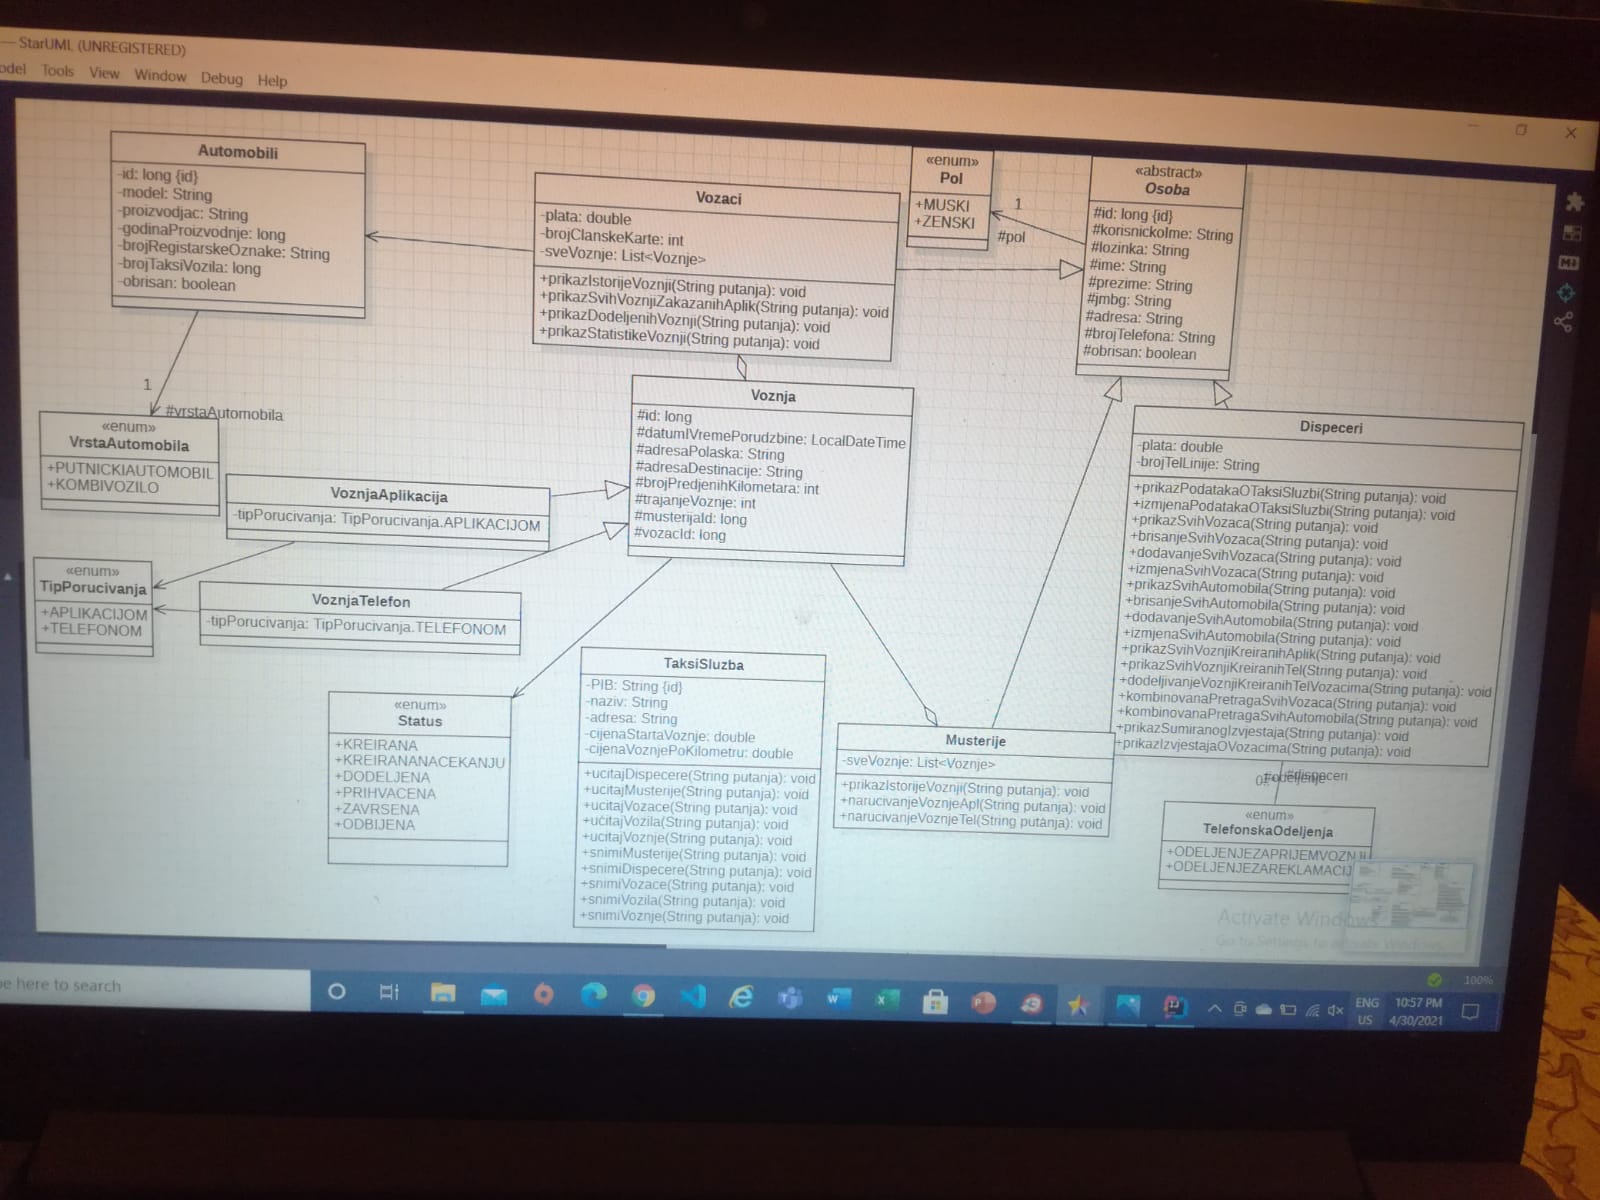 — StarUML (UNREGISTERED)
odel Tools View Window Debug Help
Automobili
-id: long {id}
-model: String
-proizvodjac: String
-godinaProizvodnje: long
-brojRegistarskeOznake: String
-brojTaksiVozila: long
-obrisan: boolean
Vozaci
-plata: double
-brojClanskeKarte: int
-sveVoznje: List<Voznje>
+prikazIstorijeVoznji(String putanja): void
+prikazSvihVoznjiZakazanihAplik(String putanja): void
+prikazDodeljenihVoznji(String putanja): void
+prikazStatistikeVoznji(String putanja): void
«enum»
Pol
+MUSKI
+ZENSKI
1
#pol
«abstract»
Osoba
#id: long {id}
#korisnickoIme: String
#lozinka: String
#ime: String
#prezime: String
#jmbg: String
#adresa: String
#brojTelefona: String
#obrisan: boolean
1
#vrstaAutomobila
«enum»
VrstaAutomobila
+PUTNICKIAUTOMOBIL
+KOMBIVOZILO
Voznja
#id: long
#datumIVremePorudzbine: LocalDateTime
#adresaPolaska: String
#adresaDestinacije: String
#brojPredjenihKilometara: int
#trajanjeVoznje: int
#musterijaId: long
#vozacId: long
Dispeceri
-plata: double
-brojTelLinije: String
+prikazPodatakaOTaksiSluzbi(String putanja): void
+izmjenaPodatakaOTaksiSluzbi(String putanja): void
+prikazSvihVozaca(String putanja): void
+brisanjeSvihVozaca(String putanja): void
+dodavanjeSvihVozaca(String putanja): void
+izmjenaSvihVozaca(String putanja): void
+prikazSvihAutomobila(String putanja): void
+brisanjeSvihAutomobila(String putanja): void
+dodavanjeSvihAutomobila(String putanja): void
+izmjenaSvihAutomobila(String putanja): void
+prikazSvihVoznjiKreiranihAplik(String putanja): void
+prikazSvihVoznjiKreiranihTel(String putanja): void
+dodeljivanjeVoznjiKreiranihTelVozacima(String putanja): void
+kombinovanaPretragaSvihVozaca(String putanja): void
+kombinovanaPretragaSvihAutomobila(String putanja): void
+prikazSumiranogIzvjestaja(String putanja): void
+prikazIzvjestajaOVozacima(String putanja): void
VoznjaAplikacija
-tipPorucivanja: TipPorucivanja.APLIKACIJOM
«enum»
TipPorucivanja
+APLIKACIJOM
+TELEFONOM
VoznjaTelefon
-tipPorucivanja: TipPorucivanja.TELEFONOM
«enum»
Status
+KREIRANA
+KREIRANANACEKANJU
+DODELJENA
+PRIHVACENA
+ZAVRSENA
+ODBIJENA
TaksiSluzba
-PIB: String {id}
-naziv: String
-adresa: String
-cijenaStartaVoznje: double
-cijenaVoznjePoKilometru: double
+ucitajDispecere(String putanja): void
+ucitajMusterije(String putanja): void
+ucitajVozace(String putanja): void
+ucitajVozila(String putanja): void
+ucitajVoznje(String putanja): void
+snimiMusterije(String putanja): void
+snimiDispecere(String putanja): void
+snimiVozace(String putanja): void
+snimiVozila(String putanja): void
+snimiVoznje(String putanja): void
Musterije
-sveVoznje: List<Voznje>
+prikazIstorijeVoznji(String putanja): void
+narucivanjeVoznjeApl(String putanja): void
+narucivanjeVoznjeTel(String putanja): void
#dispeceri
«enum»
TelefonskaOdeljenja
+ODELJENJEZAPRIJEMVOZNJI
+ODELJENJEZAREKLAMACIJ
Activate Windows
Go to Settings to activate Windows.
100%
pe here to search
ENG
US
10:57 PM
4/30/2021